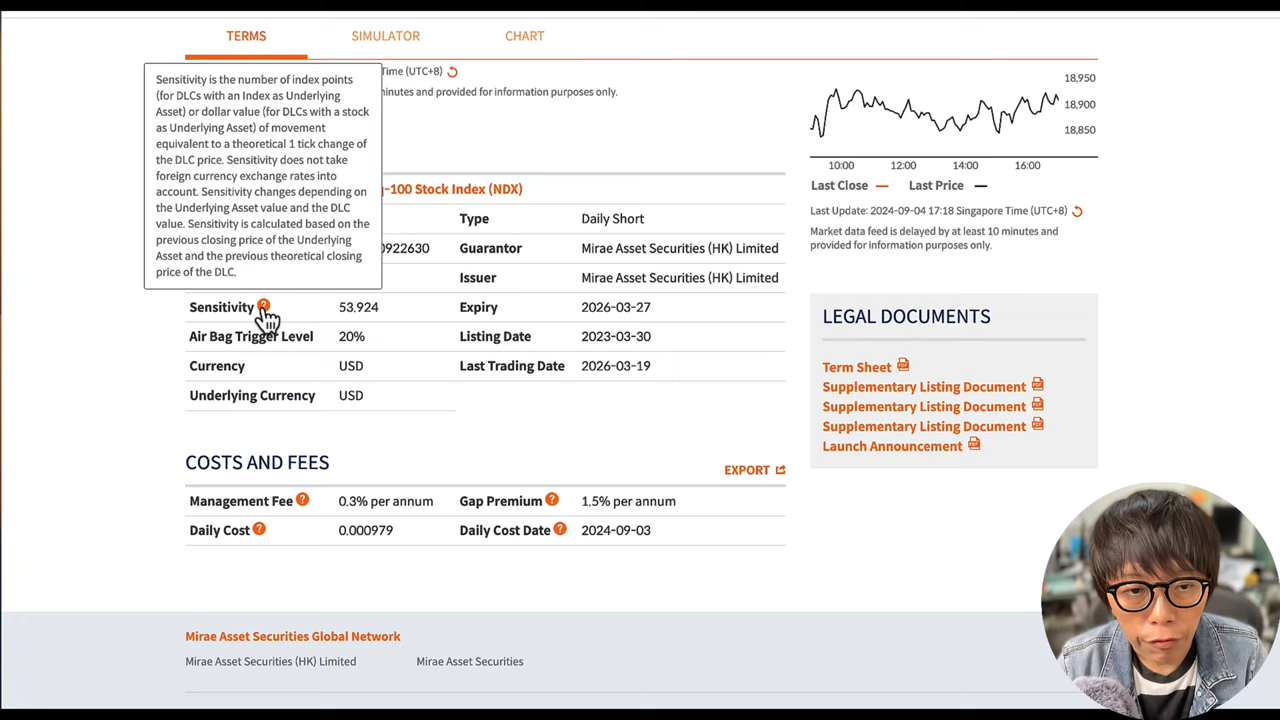 TERMS
SIMULATOR
CHART
Sensitivity is the number of index points
(for DLCs with an Index as Underlying
Asset) or dollar value (for DLCs with a stock
as Underlying Asset) of movement
equivalent to a theoretical 1 tick change of
the DLC price. Sensitivity does not take
foreign currency exchange rates into
account. Sensitivity changes depending on
the Underlying Asset value and the DLC
value. Sensitivity is calculated based on the
previous closing price of the Underlying
Asset and the previous theoretical closing
price of the DLC.
Time (UTC+8)
minutes and provided for information purposes only.
-100 Stock Index (NDX)
Type Daily Short
0922630 Guarantor Mirae Asset Securities (HK) Limited
Issuer Mirae Asset Securities (HK) Limited
Sensitivity ? 53.924 Expiry 2026-03-27
Air Bag Trigger Level 20% Listing Date 2023-03-30
Currency USD Last Trading Date 2026-03-19
Underlying Currency USD
COSTS AND FEES
EXPORT
Management Fee ? 0.3% per annum Gap Premium ? 1.5% per annum
Daily Cost ? 0.000979 Daily Cost Date ? 2024-09-03
18,950
18,900
18,850
10:00 12:00 14:00 16:00
Last Close Last Price
Last Update: 2024-09-04 17:18 Singapore Time (UTC+8)
Market data feed is delayed by at least 10 minutes and
provided for information purposes only.
LEGAL DOCUMENTS
Term Sheet
Supplementary Listing Document
Supplementary Listing Document
Supplementary Listing Document
Launch Announcement
Mirae Asset Securities Global Network
Mirae Asset Securities (HK) Limited
Mirae Asset Securities